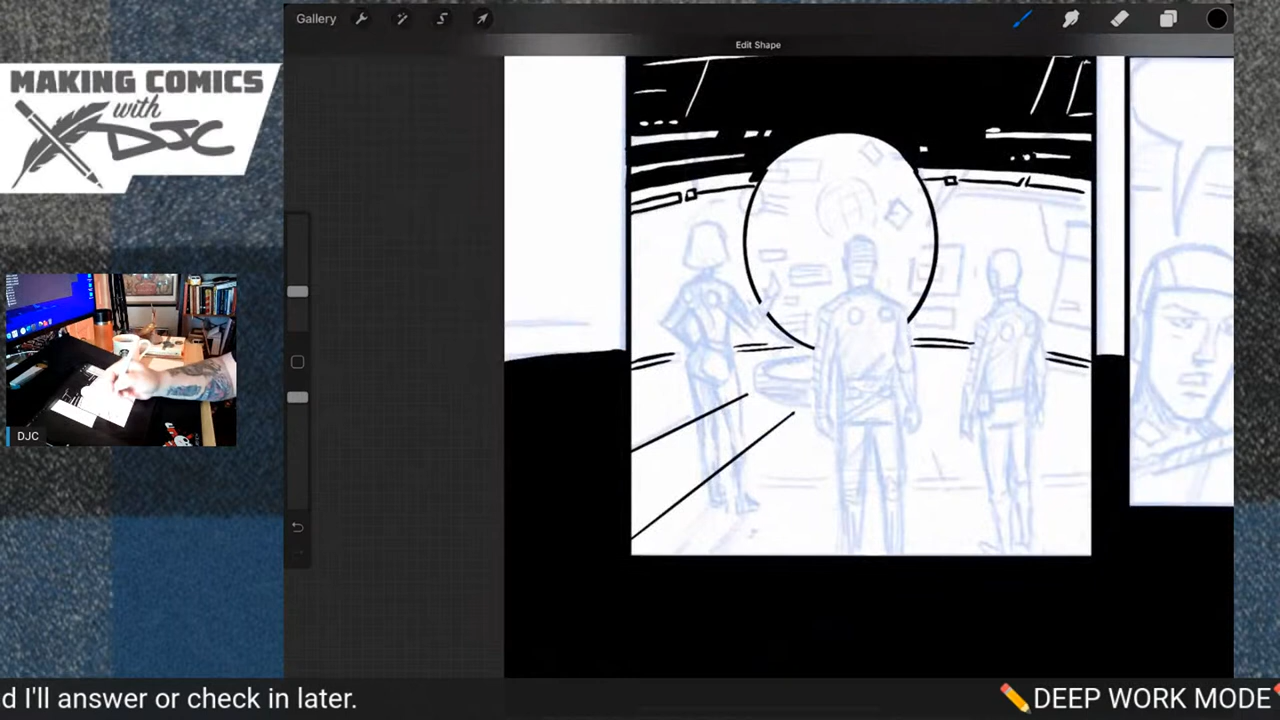 Gallery
Edit Shape
MAKING COMICS
with
DJC
DJC
d I'll answer or check in later.
✏️DEEP WORK MODE✏️